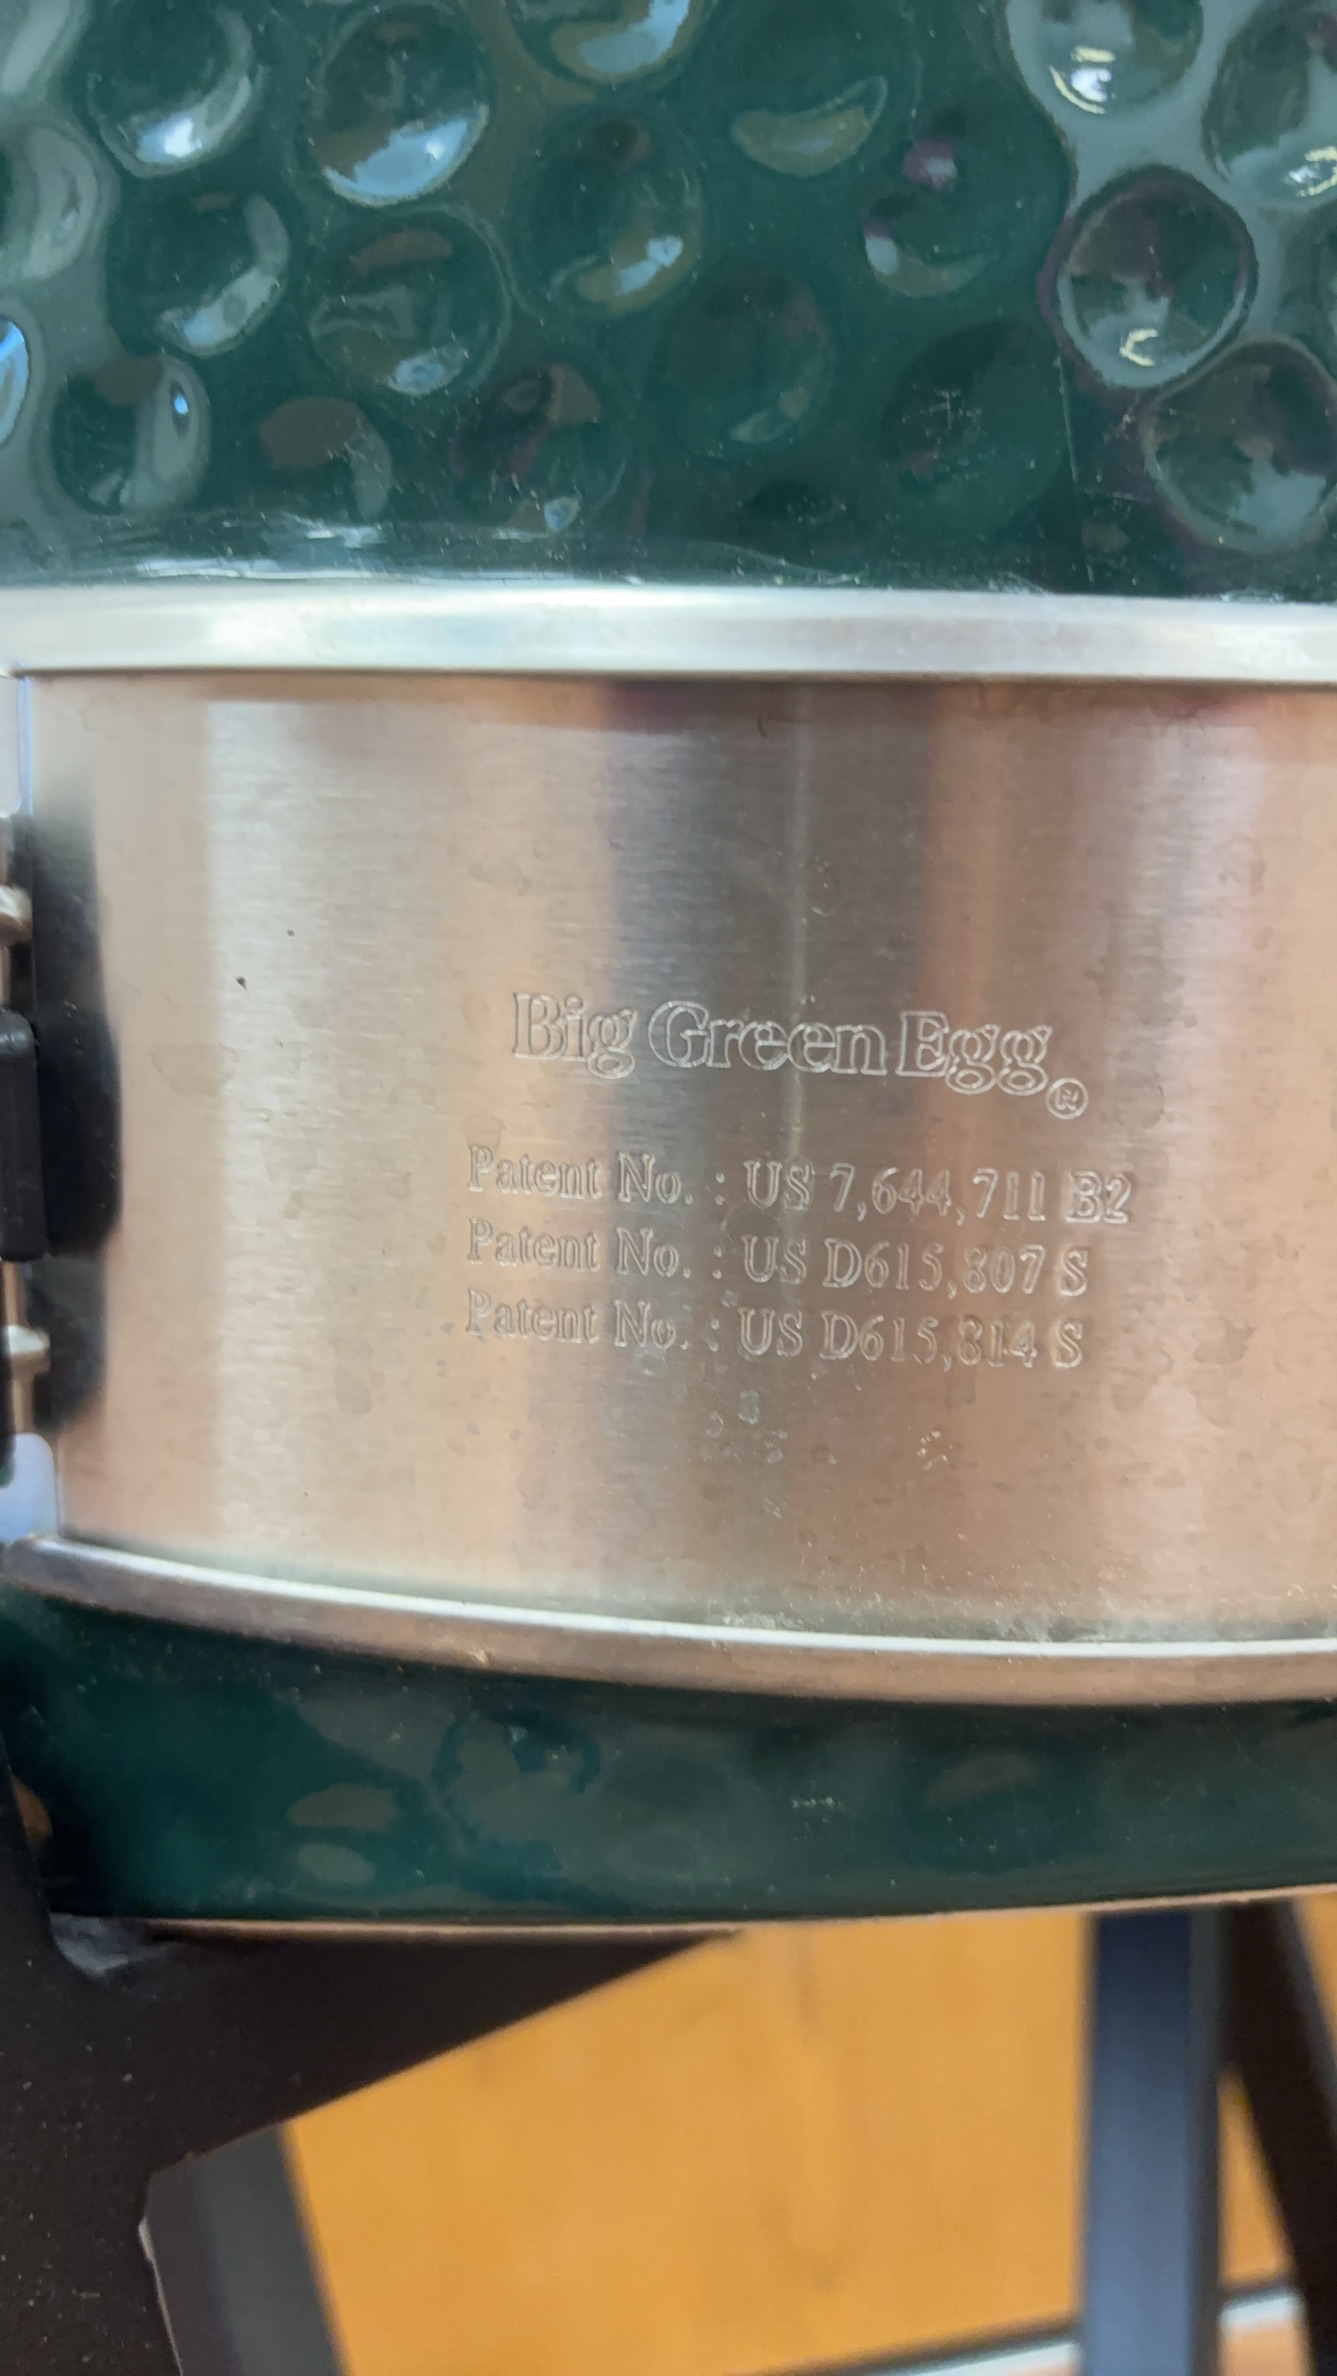 Big Green Egg®
Patent No. : US 7,644,711 B2
Patent No. : US D615,807 S
Patent No. : US D615,814 S